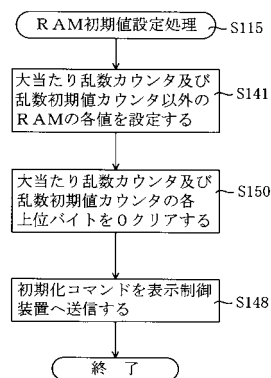 RAM初期値設定処理
S115
大当たり乱数カウンタ及び
乱数初期値カウンタ以外の
RAMの各値を設定する
S141
大当たり乱数カウンタ及び
乱数初期値カウンタの各
上位バイトを0クリアする
S150
初期化コマンドを表示制御
装置へ送信する
S148
終 了